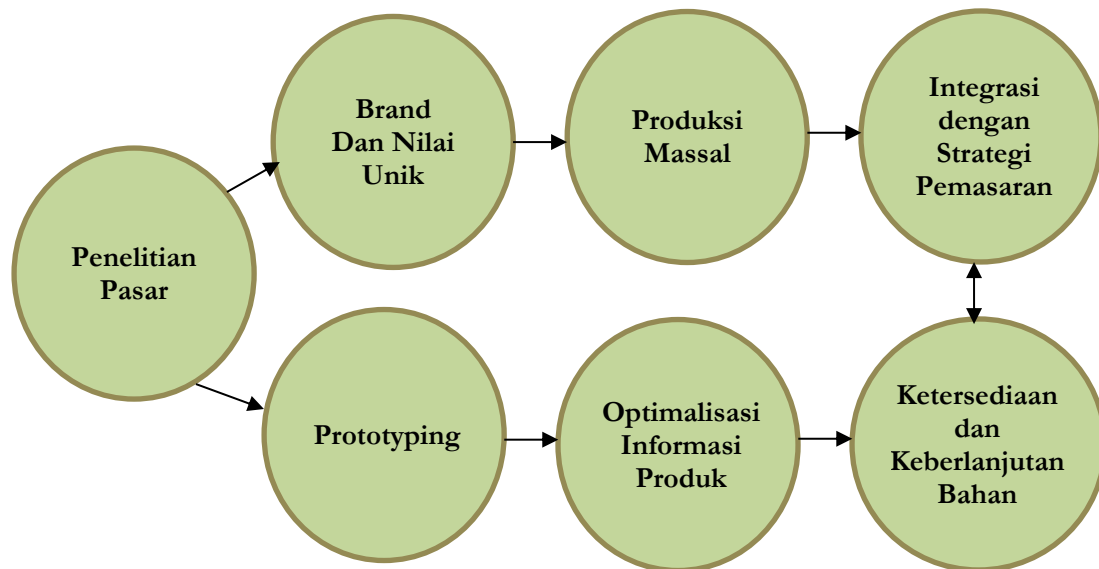 Penelitian
Pasar
Brand
Dan Nilai
Unik
Produksi
Massal
Integrasi
dengan
Strategi
Pemasaran
Prototyping
Optimalisasi
Informasi
Produk
Ketersediaan
dan
Keberlanjutan
Bahan